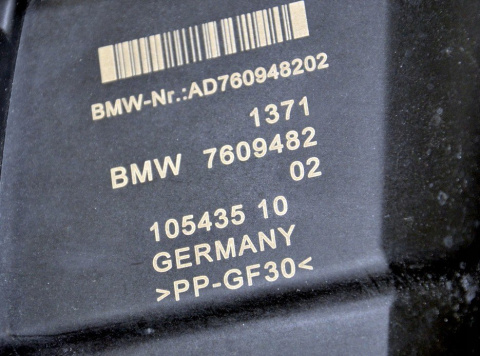 BMW-Nr.:AD760948202
1371
BMW 7609482
02
105435 10
GERMANY
>PP-GF30<